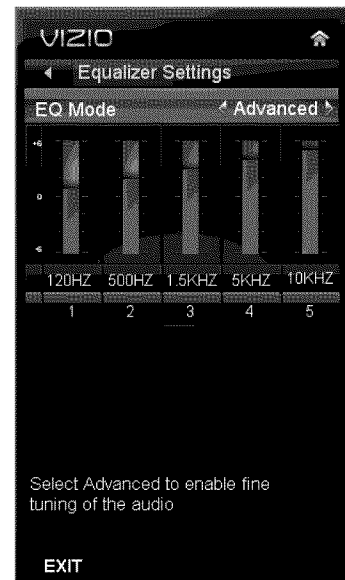 VIZIO
Equalizer Settings
EQ Mode Advanced
+6
0
-6
120HZ 500HZ 1.5KHZ 5KHZ 10KHZ
1 2 3 4 5
Select Advanced to enable fine
tuning of the audio
EXIT